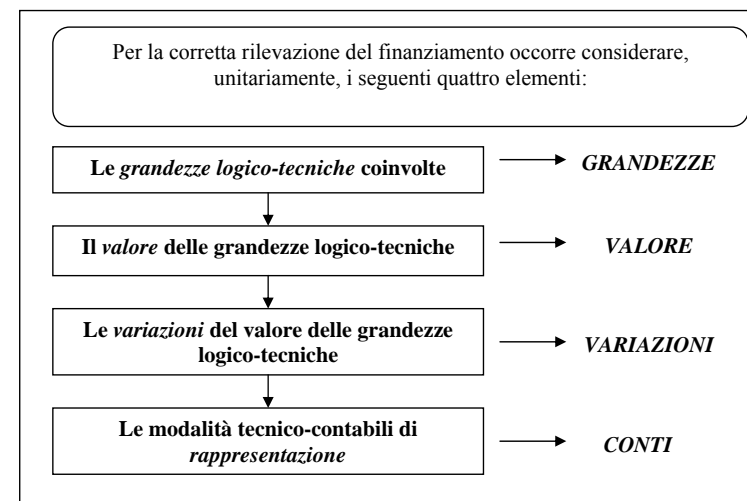 Per la corretta rilevazione del finanziamento occorre considerare,
unitariamente, i seguenti quattro elementi:
Le grandezze logico-tecniche coinvolte
GRANDEZZE
Il valore delle grandezze logico-tecniche
VALORE
Le variazioni del valore delle grandezze
logico-tecniche
VARIAZIONI
Le modalità tecnico-contabili di
rappresentazione
CONTI